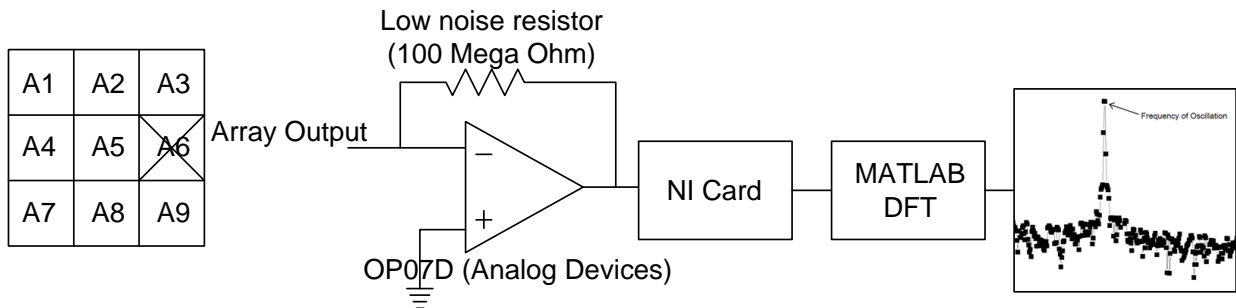 Low noise resistor
(100 Mega Ohm)
A1 A2 A3
A4 A5 A6
A7 A8 A9
Array Output
−
+
OP07D (Analog Devices)
NI Card
MATLAB
DFT
Frequency of Oscillation